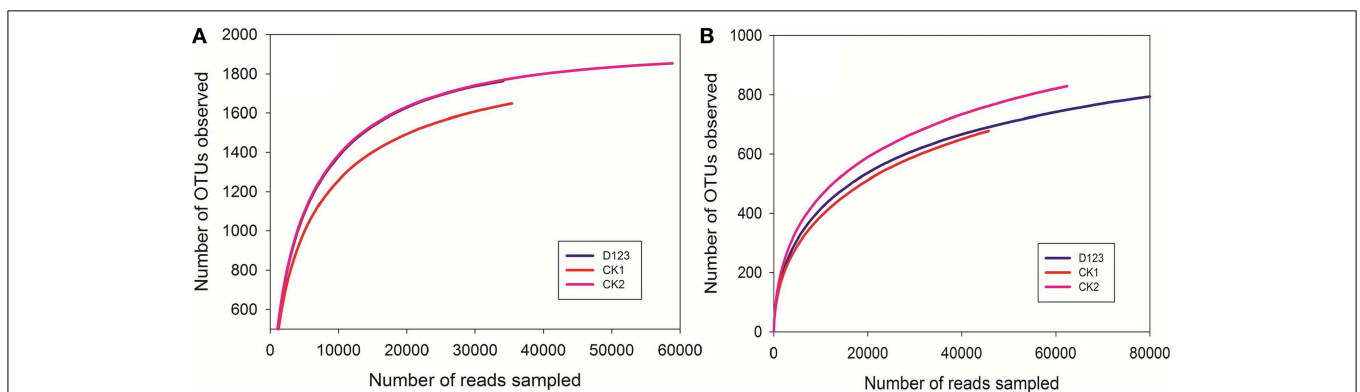 A
Number of OTUs observed
2000
1800
1600
1400
1200
1000
800
600
0 10000 20000 30000 40000 50000 60000
Number of reads sampled
D123
CK1
CK2
B
Number of OTUs observed
1000
800
600
400
200
0
0 20000 40000 60000 80000
Number of reads sampled
D123
CK1
CK2